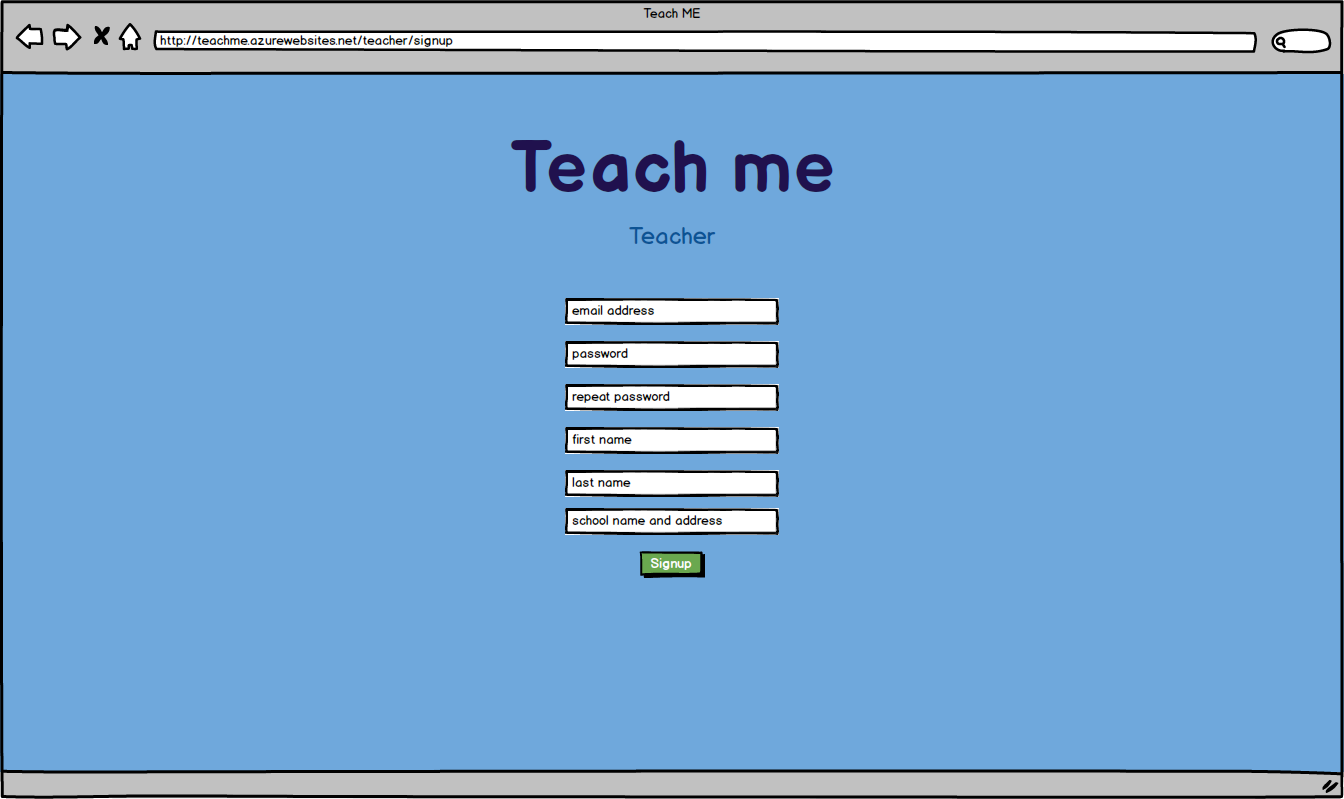 Teach ME
http://teachme.azurewebsites.net/teacher/signup
Teach me
Teacher
email address
password
repeat password
first name
last name
school name and address
Signup